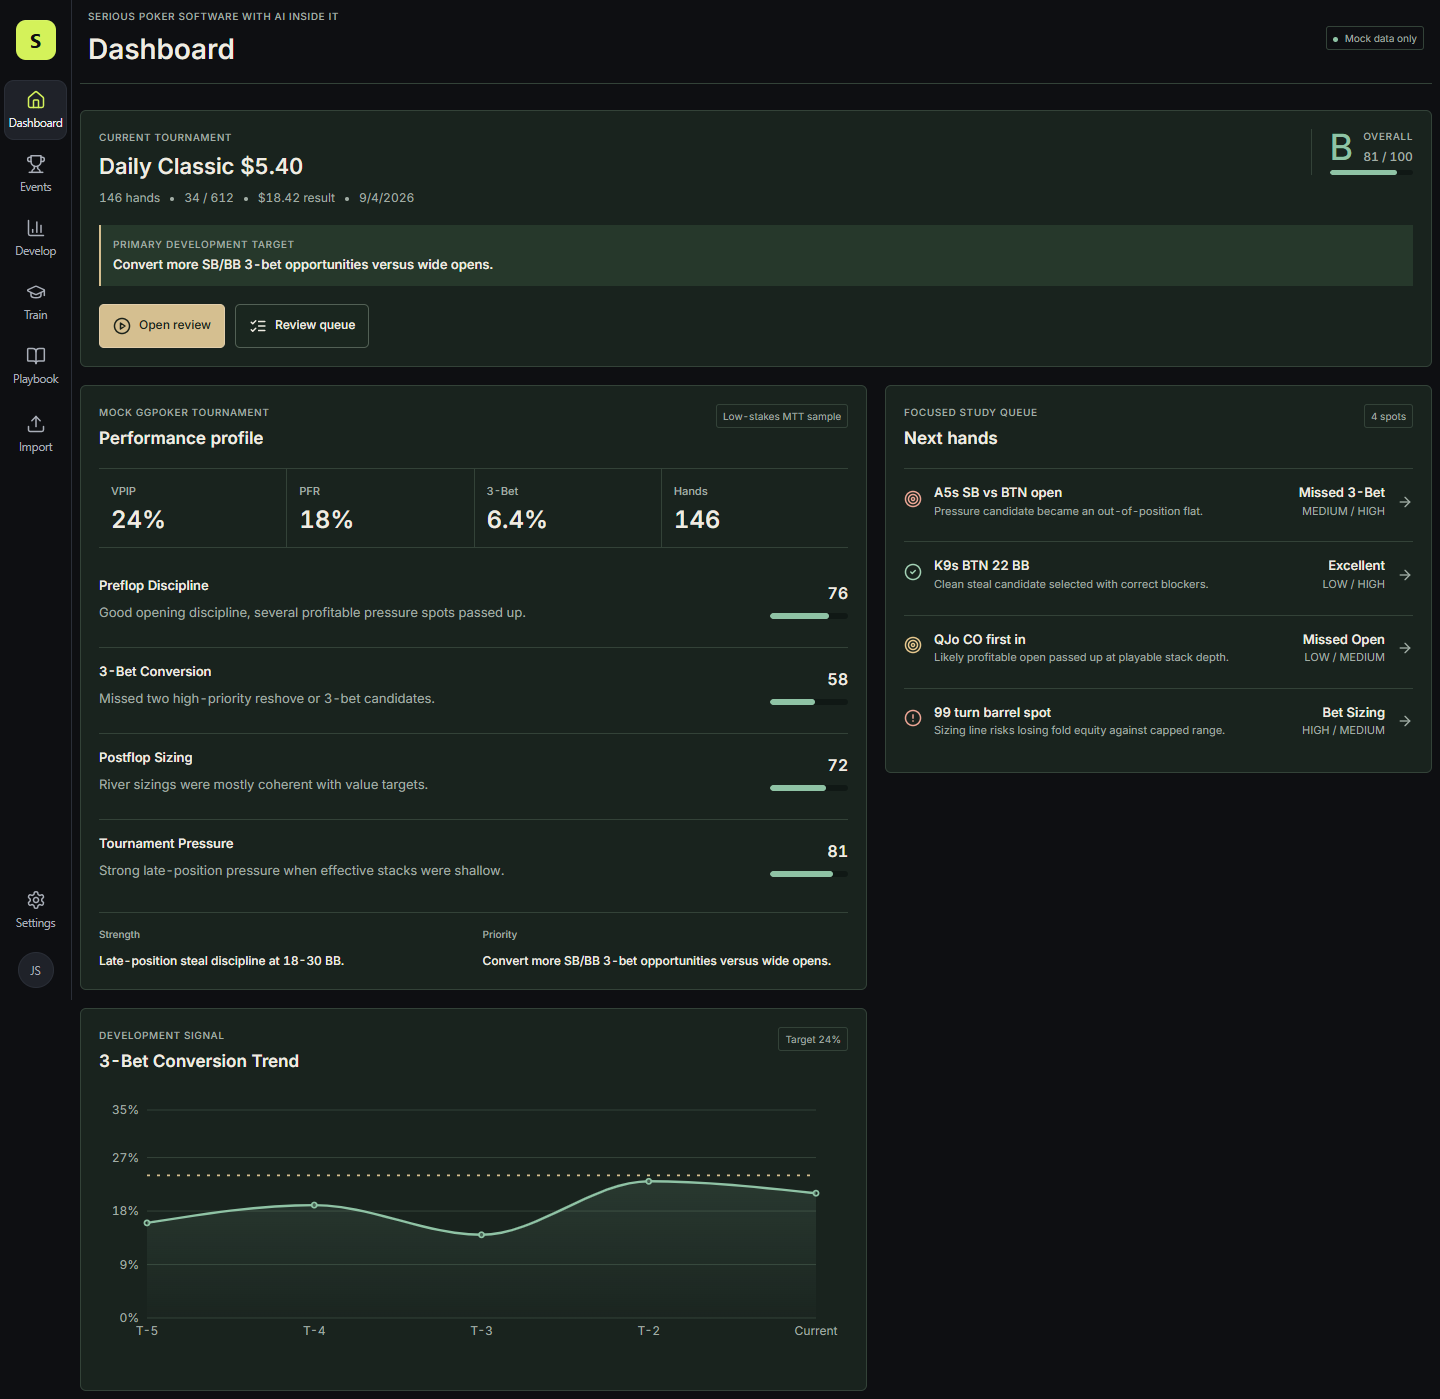 S
Dashboard
Events
Develop
Train
Playbook
Import
Settings
JS
SERIOUS POKER SOFTWARE WITH AI INSIDE IT
Dashboard
Mock data only
CURRENT TOURNAMENT
Daily Classic $5.40
146 hands • 34 / 612 • $18.42 result • 9/4/2026
B
OVERALL
81 / 100
PRIMARY DEVELOPMENT TARGET
Convert more SB/BB 3-bet opportunities versus wide opens.
Open review
Review queue
MOCK GGPOKER TOURNAMENT
Performance profile
Low-stakes MTT sample
VPIP
24%
PFR
18%
3-Bet
6.4%
Hands
146
Preflop Discipline
Good opening discipline, several profitable pressure spots passed up.
76
3-Bet Conversion
Missed two high-priority reshove or 3-bet candidates.
58
Postflop Sizing
River sizings were mostly coherent with value targets.
72
Tournament Pressure
Strong late-position pressure when effective stacks were shallow.
81
Strength
Late-position steal discipline at 18-30 BB.
Priority
Convert more SB/BB 3-bet opportunities versus wide opens.
FOCUSED STUDY QUEUE
Next hands
4 spots
A5s SB vs BTN open
Pressure candidate became an out-of-position flat.
Missed 3-Bet
MEDIUM / HIGH
K9s BTN 22 BB
Clean steal candidate selected with correct blockers.
Excellent
LOW / HIGH
QJo CO first in
Likely profitable open passed up at playable stack depth.
Missed Open
LOW / MEDIUM
99 turn barrel spot
Sizing line risks losing fold equity against capped range.
Bet Sizing
HIGH / MEDIUM
DEVELOPMENT SIGNAL
3-Bet Conversion Trend
Target 24%
35%
27%
18%
9%
0%
T-5 T-4 T-3 T-2 Current